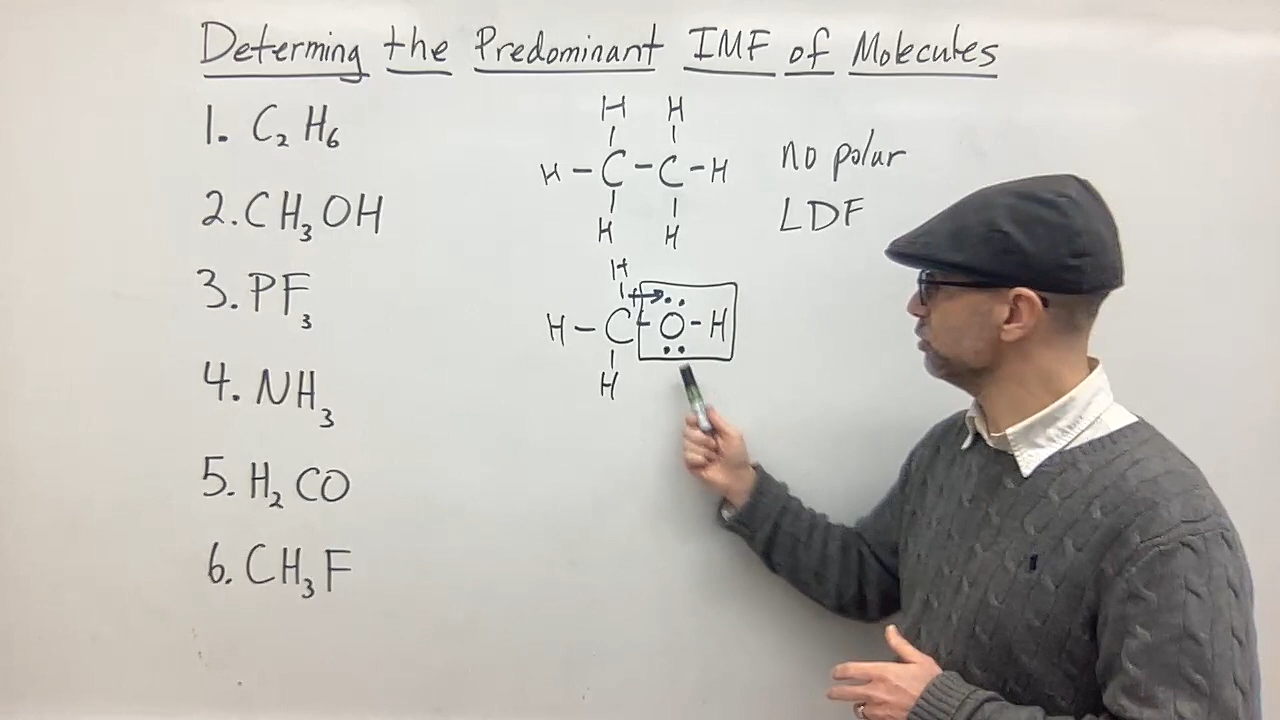 Determing the Predominant IMF of Molecules
1. C₂H₆
2. CH₃OH
3. PF₃
4. NH₃
5. H₂CO
6. CH₃F
H H
H – C – C – H
H H
no polar
LDF
H
H – C – O – H
H